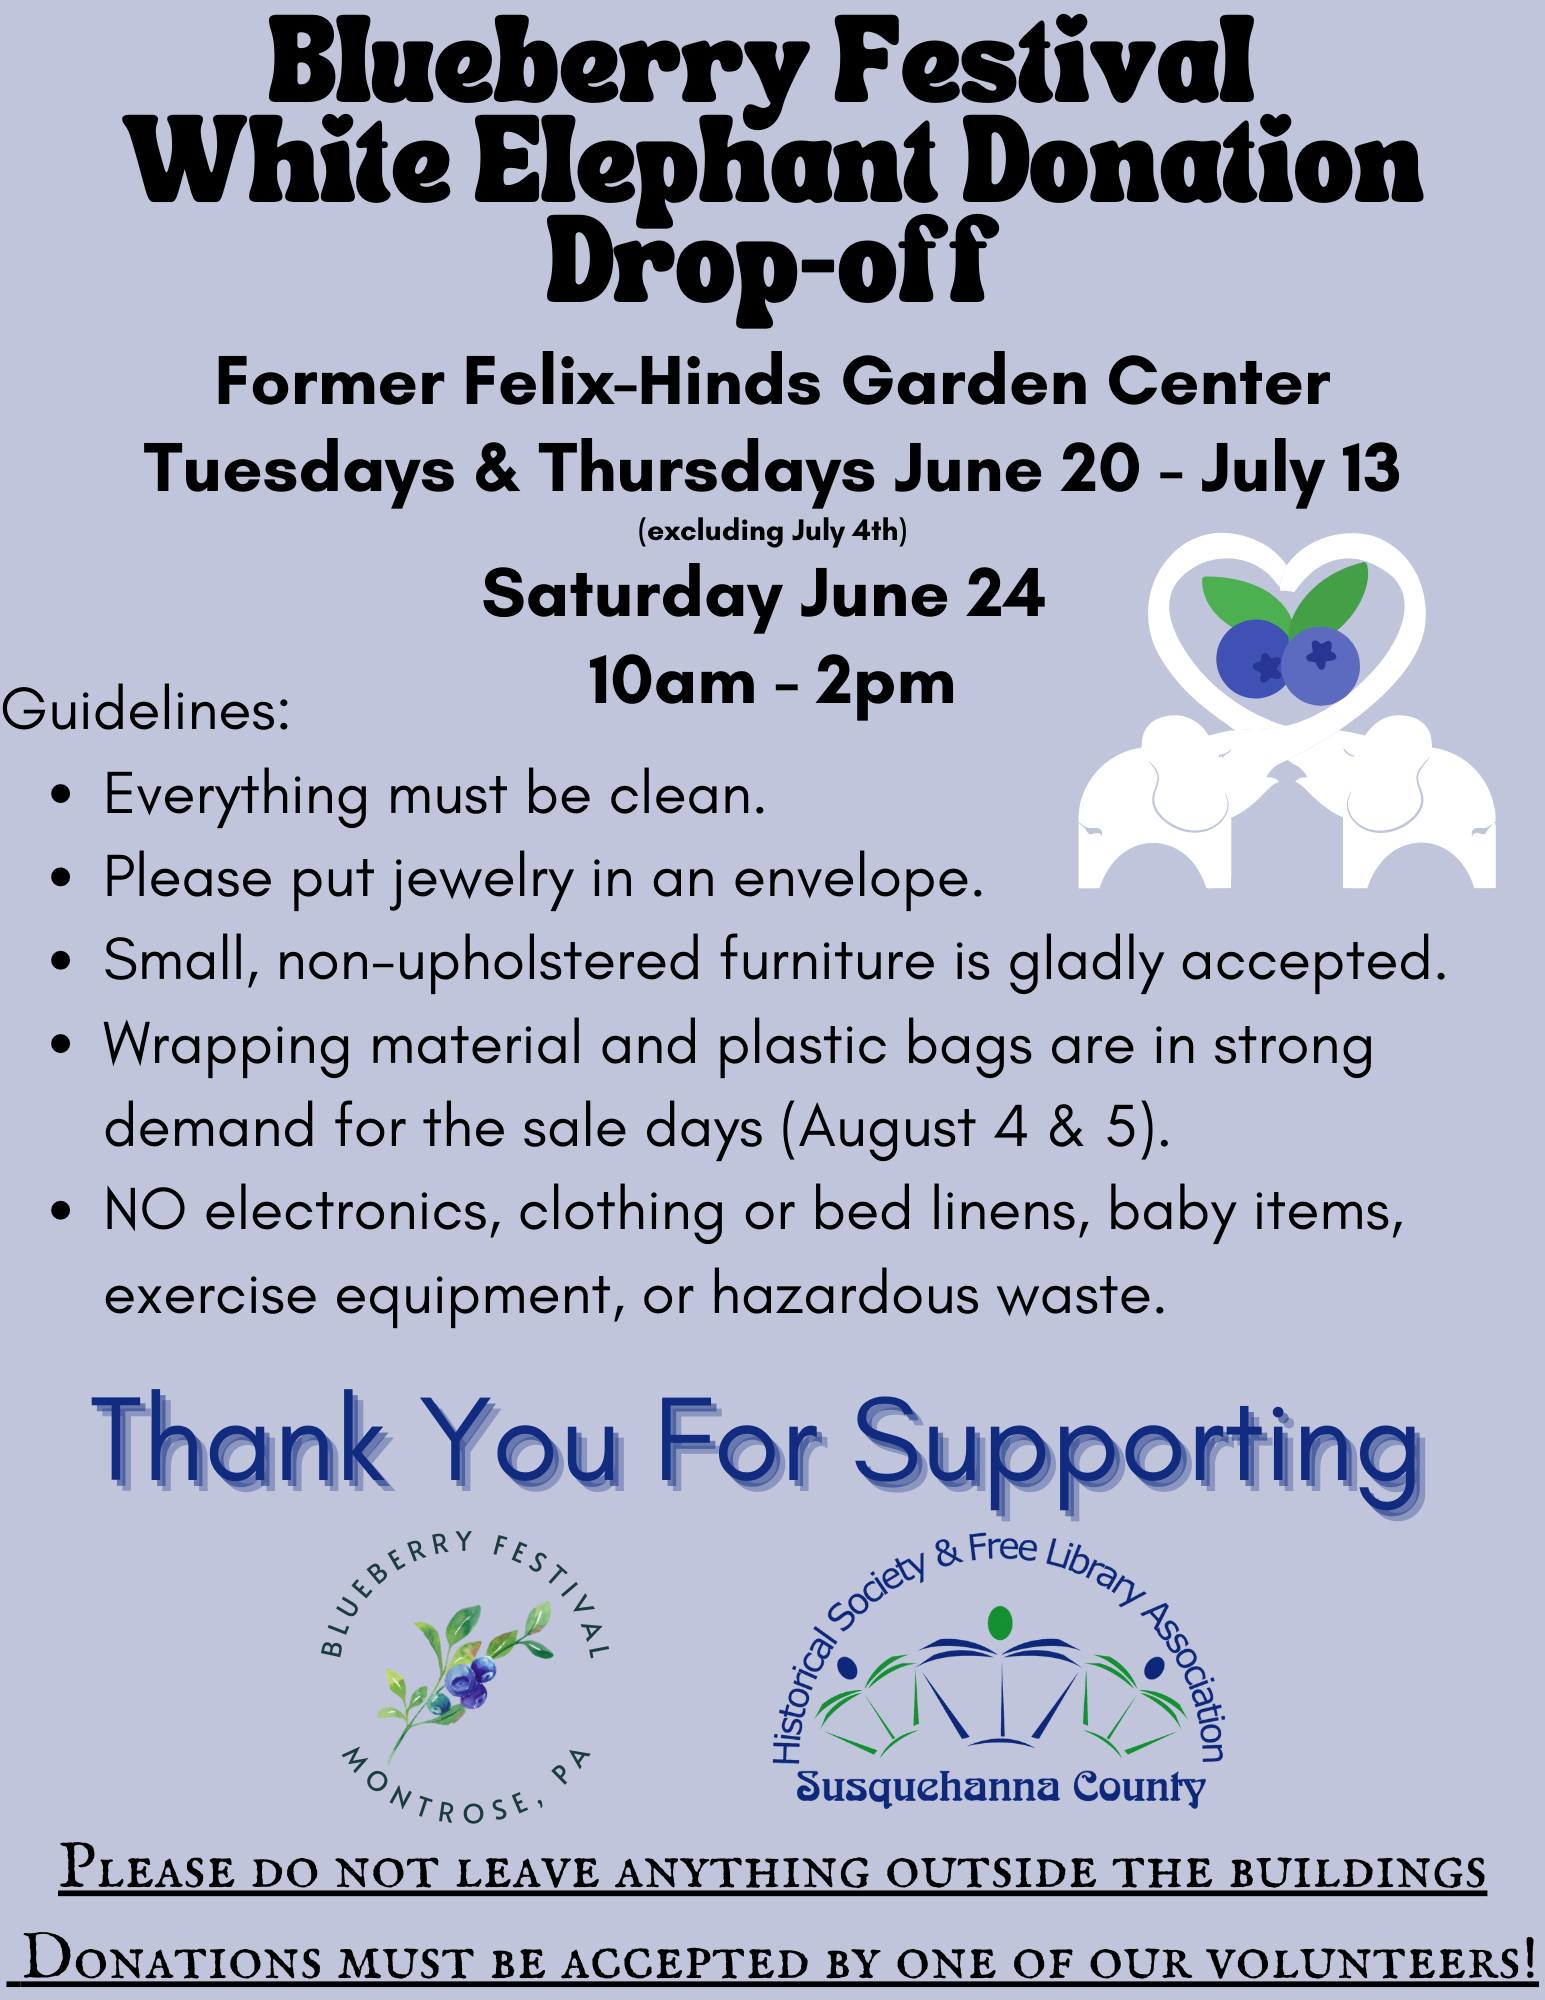 Blueberry Festival
White Elephant Donation
Drop-off
Former Felix-Hinds Garden Center
Tuesdays & Thursdays June 20 - July 13
(excluding July 4th)
Saturday June 24
10am - 2pm
Guidelines:
• Everything must be clean.
• Please put jewelry in an envelope.
• Small, non-upholstered furniture is gladly accepted.
• Wrapping material and plastic bags are in strong
demand for the sale days (August 4 & 5).
• NO electronics, clothing or bed linens, baby items,
exercise equipment, or hazardous waste.
Thank You For Supporting
BLUEBERRY FESTIVAL
MONTROSE, PA
Historical Society & Free Library Association
Susquehanna County
Please do not leave anything outside the buildings
Donations must be accepted by one of our volunteers!